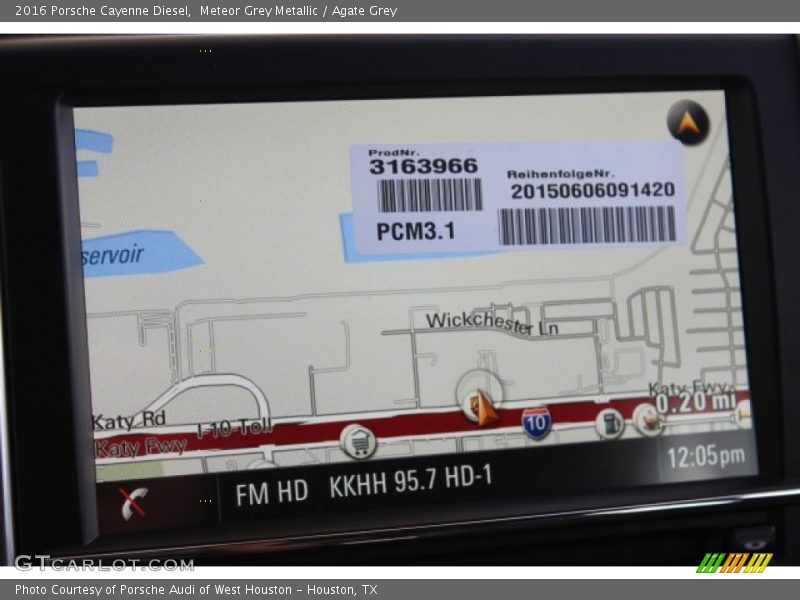 2016 Porsche Cayenne Diesel, Meteor Grey Metallic / Agate Grey
ProdNr.
3163966
ReihenfolgeNr.
20150606091420
PCM3.1
servoir
Wickchester Ln
Katy Fwy
0.20 mi
Katy Rd
I-10 Toll
Katy Fwy
10
12:05pm
FM HD KKHH 95.7 HD-1
GTCARLOT.COM
Photo Courtesy of Porsche Audi of West Houston - Houston, TX